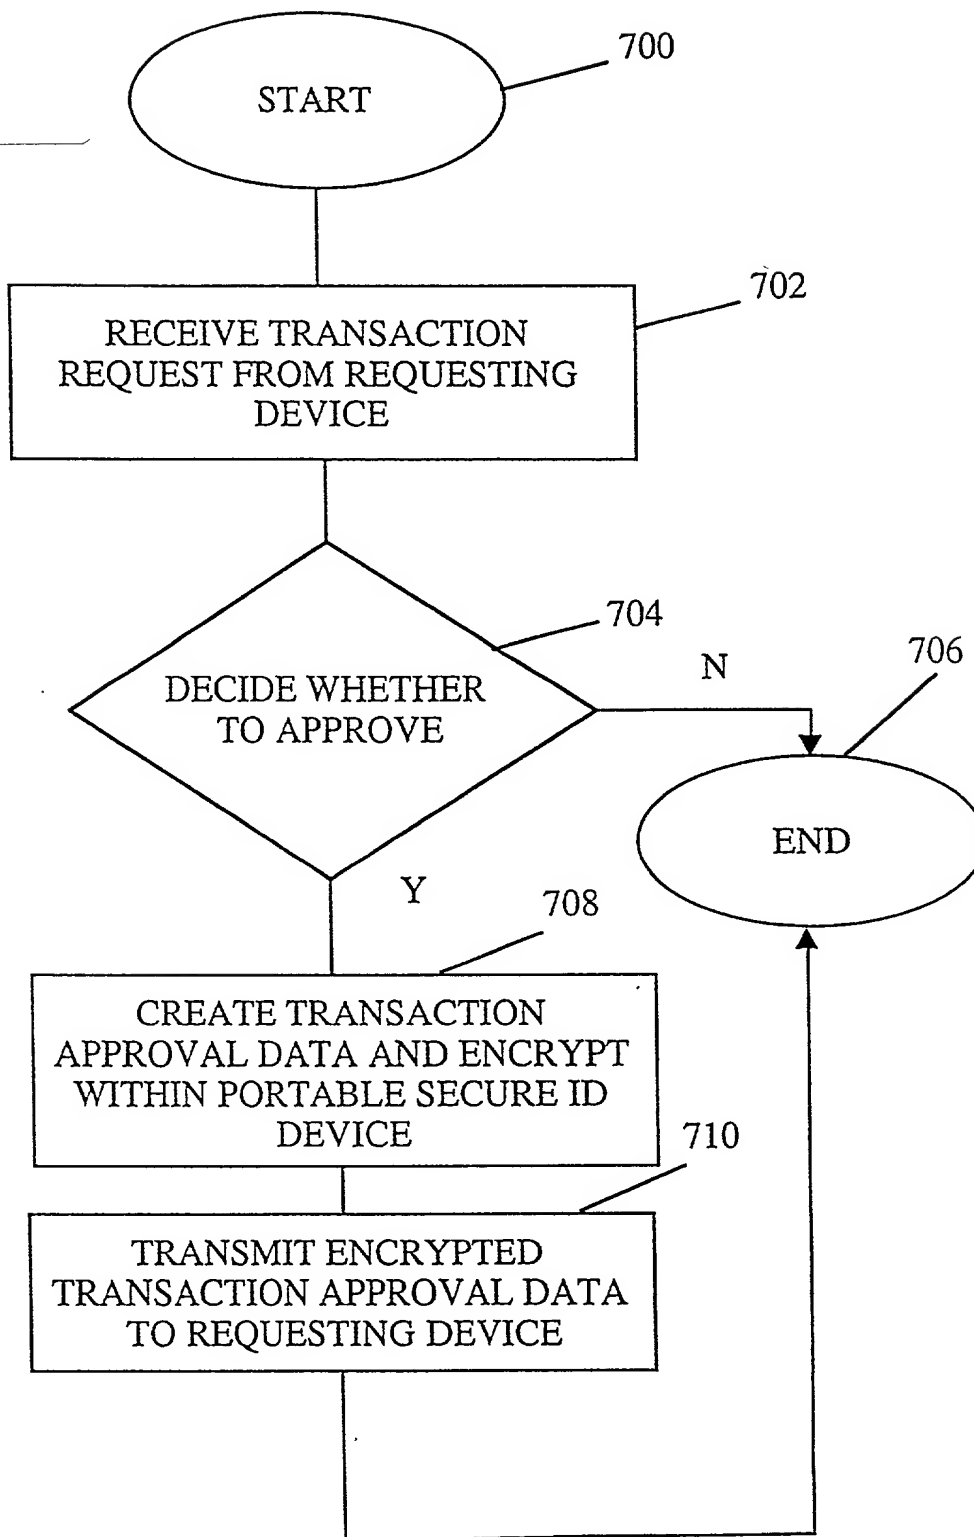 START
700
RECEIVE TRANSACTION
REQUEST FROM REQUESTING
DEVICE
702
DECIDE WHETHER
TO APPROVE
704
N
706
END
Y
708
CREATE TRANSACTION
APPROVAL DATA AND ENCRYPT
WITHIN PORTABLE SECURE ID
DEVICE
710
TRANSMIT ENCRYPTED
TRANSACTION APPROVAL DATA
TO REQUESTING DEVICE